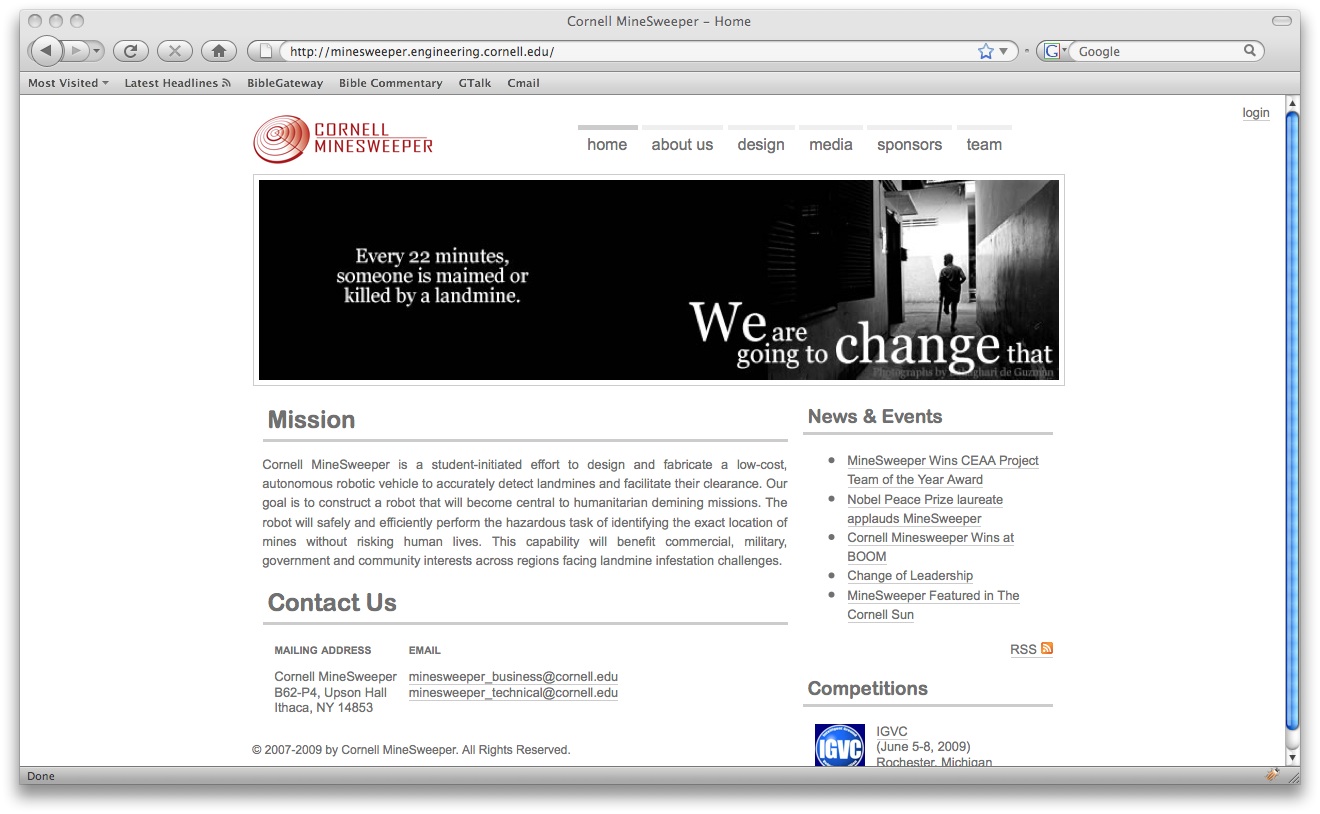 Cornell MineSweeper – Home
http://minesweeper.engineering.cornell.edu/
G
Google
Most Visited
Latest Headlines
BibleGateway
Bible Commentary
GTalk
Cmail
login
CORNELL
MINESWEEPER
home
about us
design
media
sponsors
team
Every 22 minutes,
someone is maimed or
killed by a landmine.
We are
going to change that
Photographs by
de Guzman
Mission
Cornell MineSweeper is a student-initiated effort to design and fabricate a low-cost,
autonomous robotic vehicle to accurately detect landmines and facilitate their clearance. Our
goal is to construct a robot that will become central to humanitarian demining missions. The
robot will safely and efficiently perform the hazardous task of identifying the exact location of
mines without risking human lives. This capability will benefit commercial, military,
government and community interests across regions facing landmine infestation challenges.
Contact Us
MAILING ADDRESS
Cornell MineSweeper
B62-P4, Upson Hall
Ithaca, NY 14853
EMAIL
minesweeper_business@cornell.edu
minesweeper_technical@cornell.edu
© 2007-2009 by Cornell MineSweeper. All Rights Reserved.
News & Events
MineSweeper Wins CEAA Project
Team of the Year Award
Nobel Peace Prize laureate
applauds MineSweeper
Cornell Minesweeper Wins at
BOOM
Change of Leadership
MineSweeper Featured in The
Cornell Sun
RSS
Competitions
IGVC
IGVC
(June 5-8, 2009)
Rochester, Michigan
Done